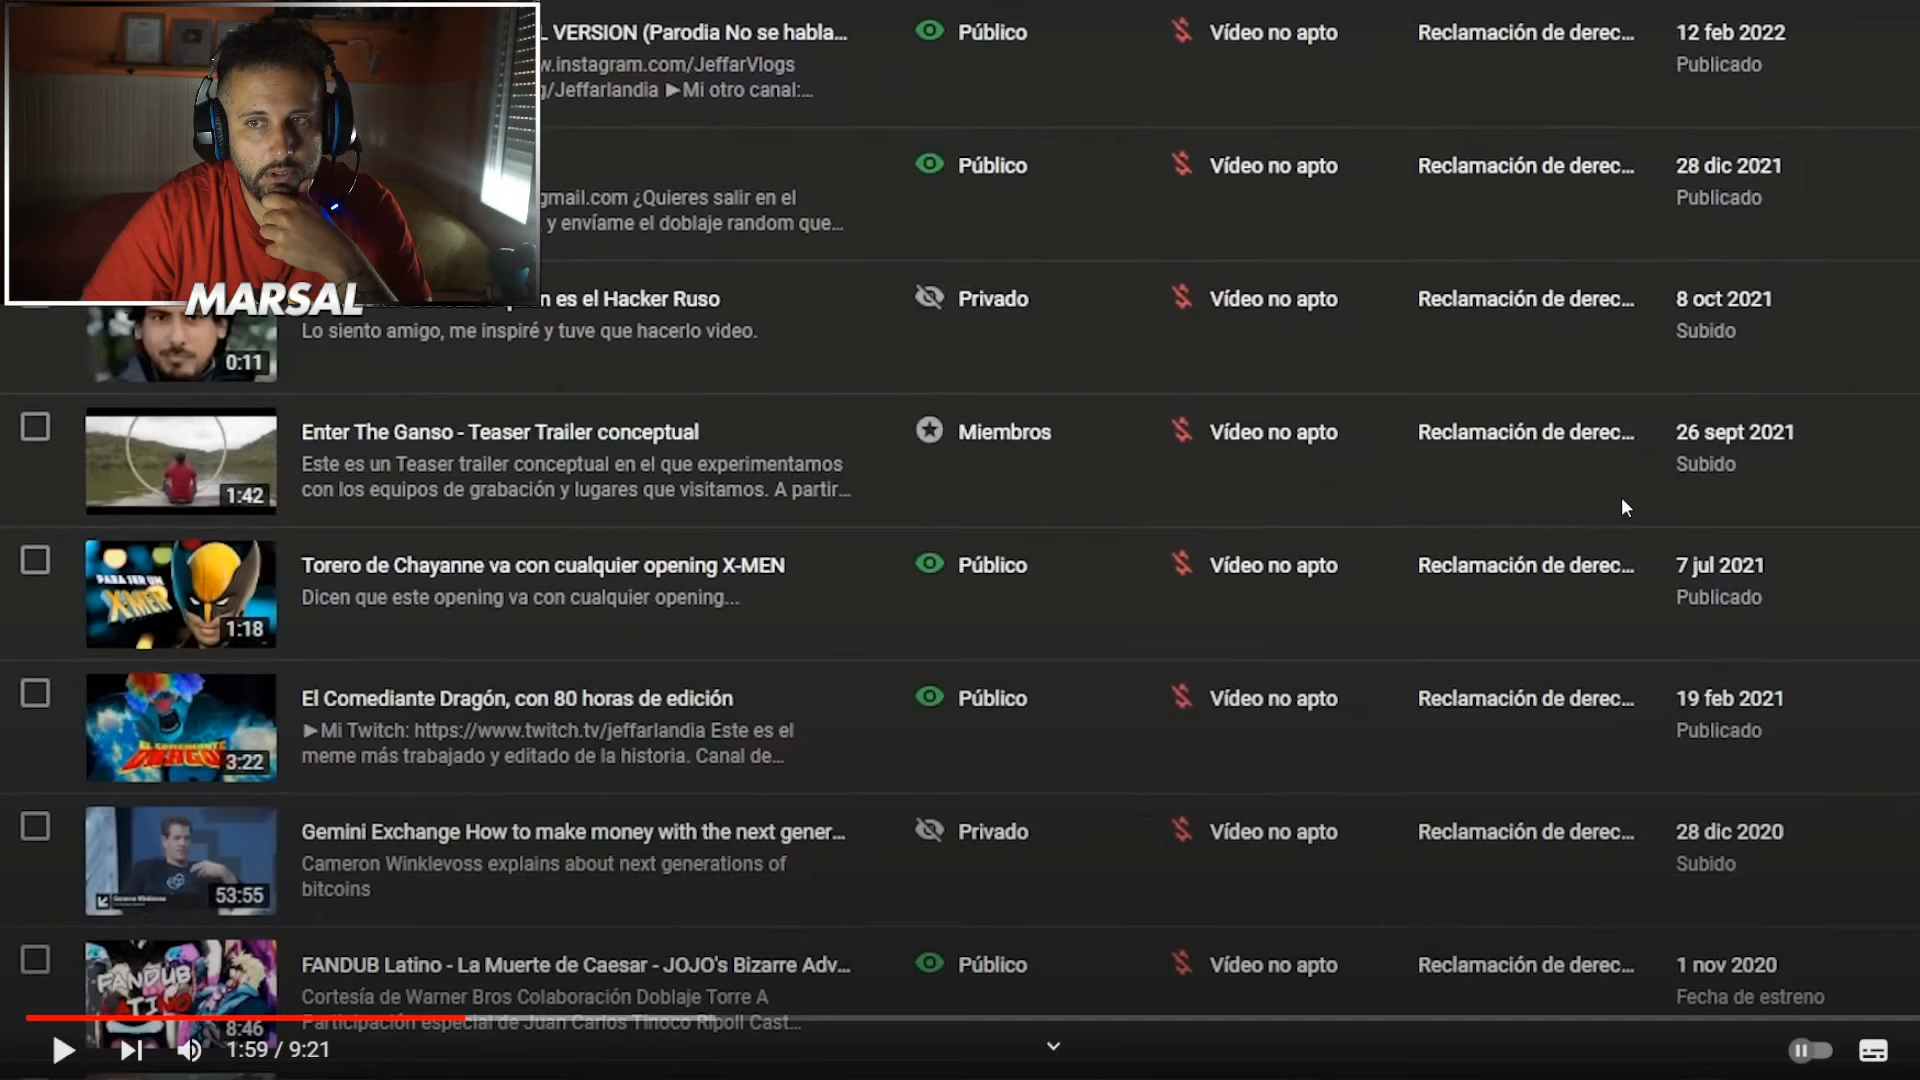 L VERSION (Parodia No se habla...
w.instagram.com/JeffarVlogs
g/Jeffarlandia ►Mi otro canal:...
Público
Vídeo no apto
Reclamación de derec...
12 feb 2022
Publicado
gmail.com ¿Quieres salir en el
y envíame el doblaje random que...
Público
Vídeo no apto
Reclamación de derec...
28 dic 2021
Publicado
MARSAL
n es el Hacker Ruso
Lo siento amigo, me inspiré y tuve que hacerlo video.
0:11
Privado
Vídeo no apto
Reclamación de derec...
8 oct 2021
Subido
1:42
Enter The Ganso - Teaser Trailer conceptual
Este es un Teaser trailer conceptual en el que experimentamos
con los equipos de grabación y lugares que visitamos. A partir...
Miembros
Vídeo no apto
Reclamación de derec...
26 sept 2021
Subido
PARA SER UN
X-MEN
1:18
Torero de Chayanne va con cualquier opening X-MEN
Dicen que este opening va con cualquier opening...
Público
Vídeo no apto
Reclamación de derec...
7 jul 2021
Publicado
EL COMEDIANTE
DRAGON
3:22
El Comediante Dragón, con 80 horas de edición
►Mi Twitch: https://www.twitch.tv/jeffarlandia Este es el
meme más trabajado y editado de la historia. Canal de...
Público
Vídeo no apto
Reclamación de derec...
19 feb 2021
Publicado
53:55
Gemini Exchange How to make money with the next gener...
Cameron Winklevoss explains about next generations of
bitcoins
Privado
Vídeo no apto
Reclamación de derec...
28 dic 2020
Subido
FANDUB
LATINO
8:46
FANDUB Latino - La Muerte de Caesar - JOJO's Bizarre Adv...
Cortesía de Warner Bros Colaboración Doblaje Torre A
Participación especial de Juan Carlos Tinoco Ripoll Cast...
Público
Vídeo no apto
Reclamación de derec...
1 nov 2020
Fecha de estreno
1:59 / 9:21